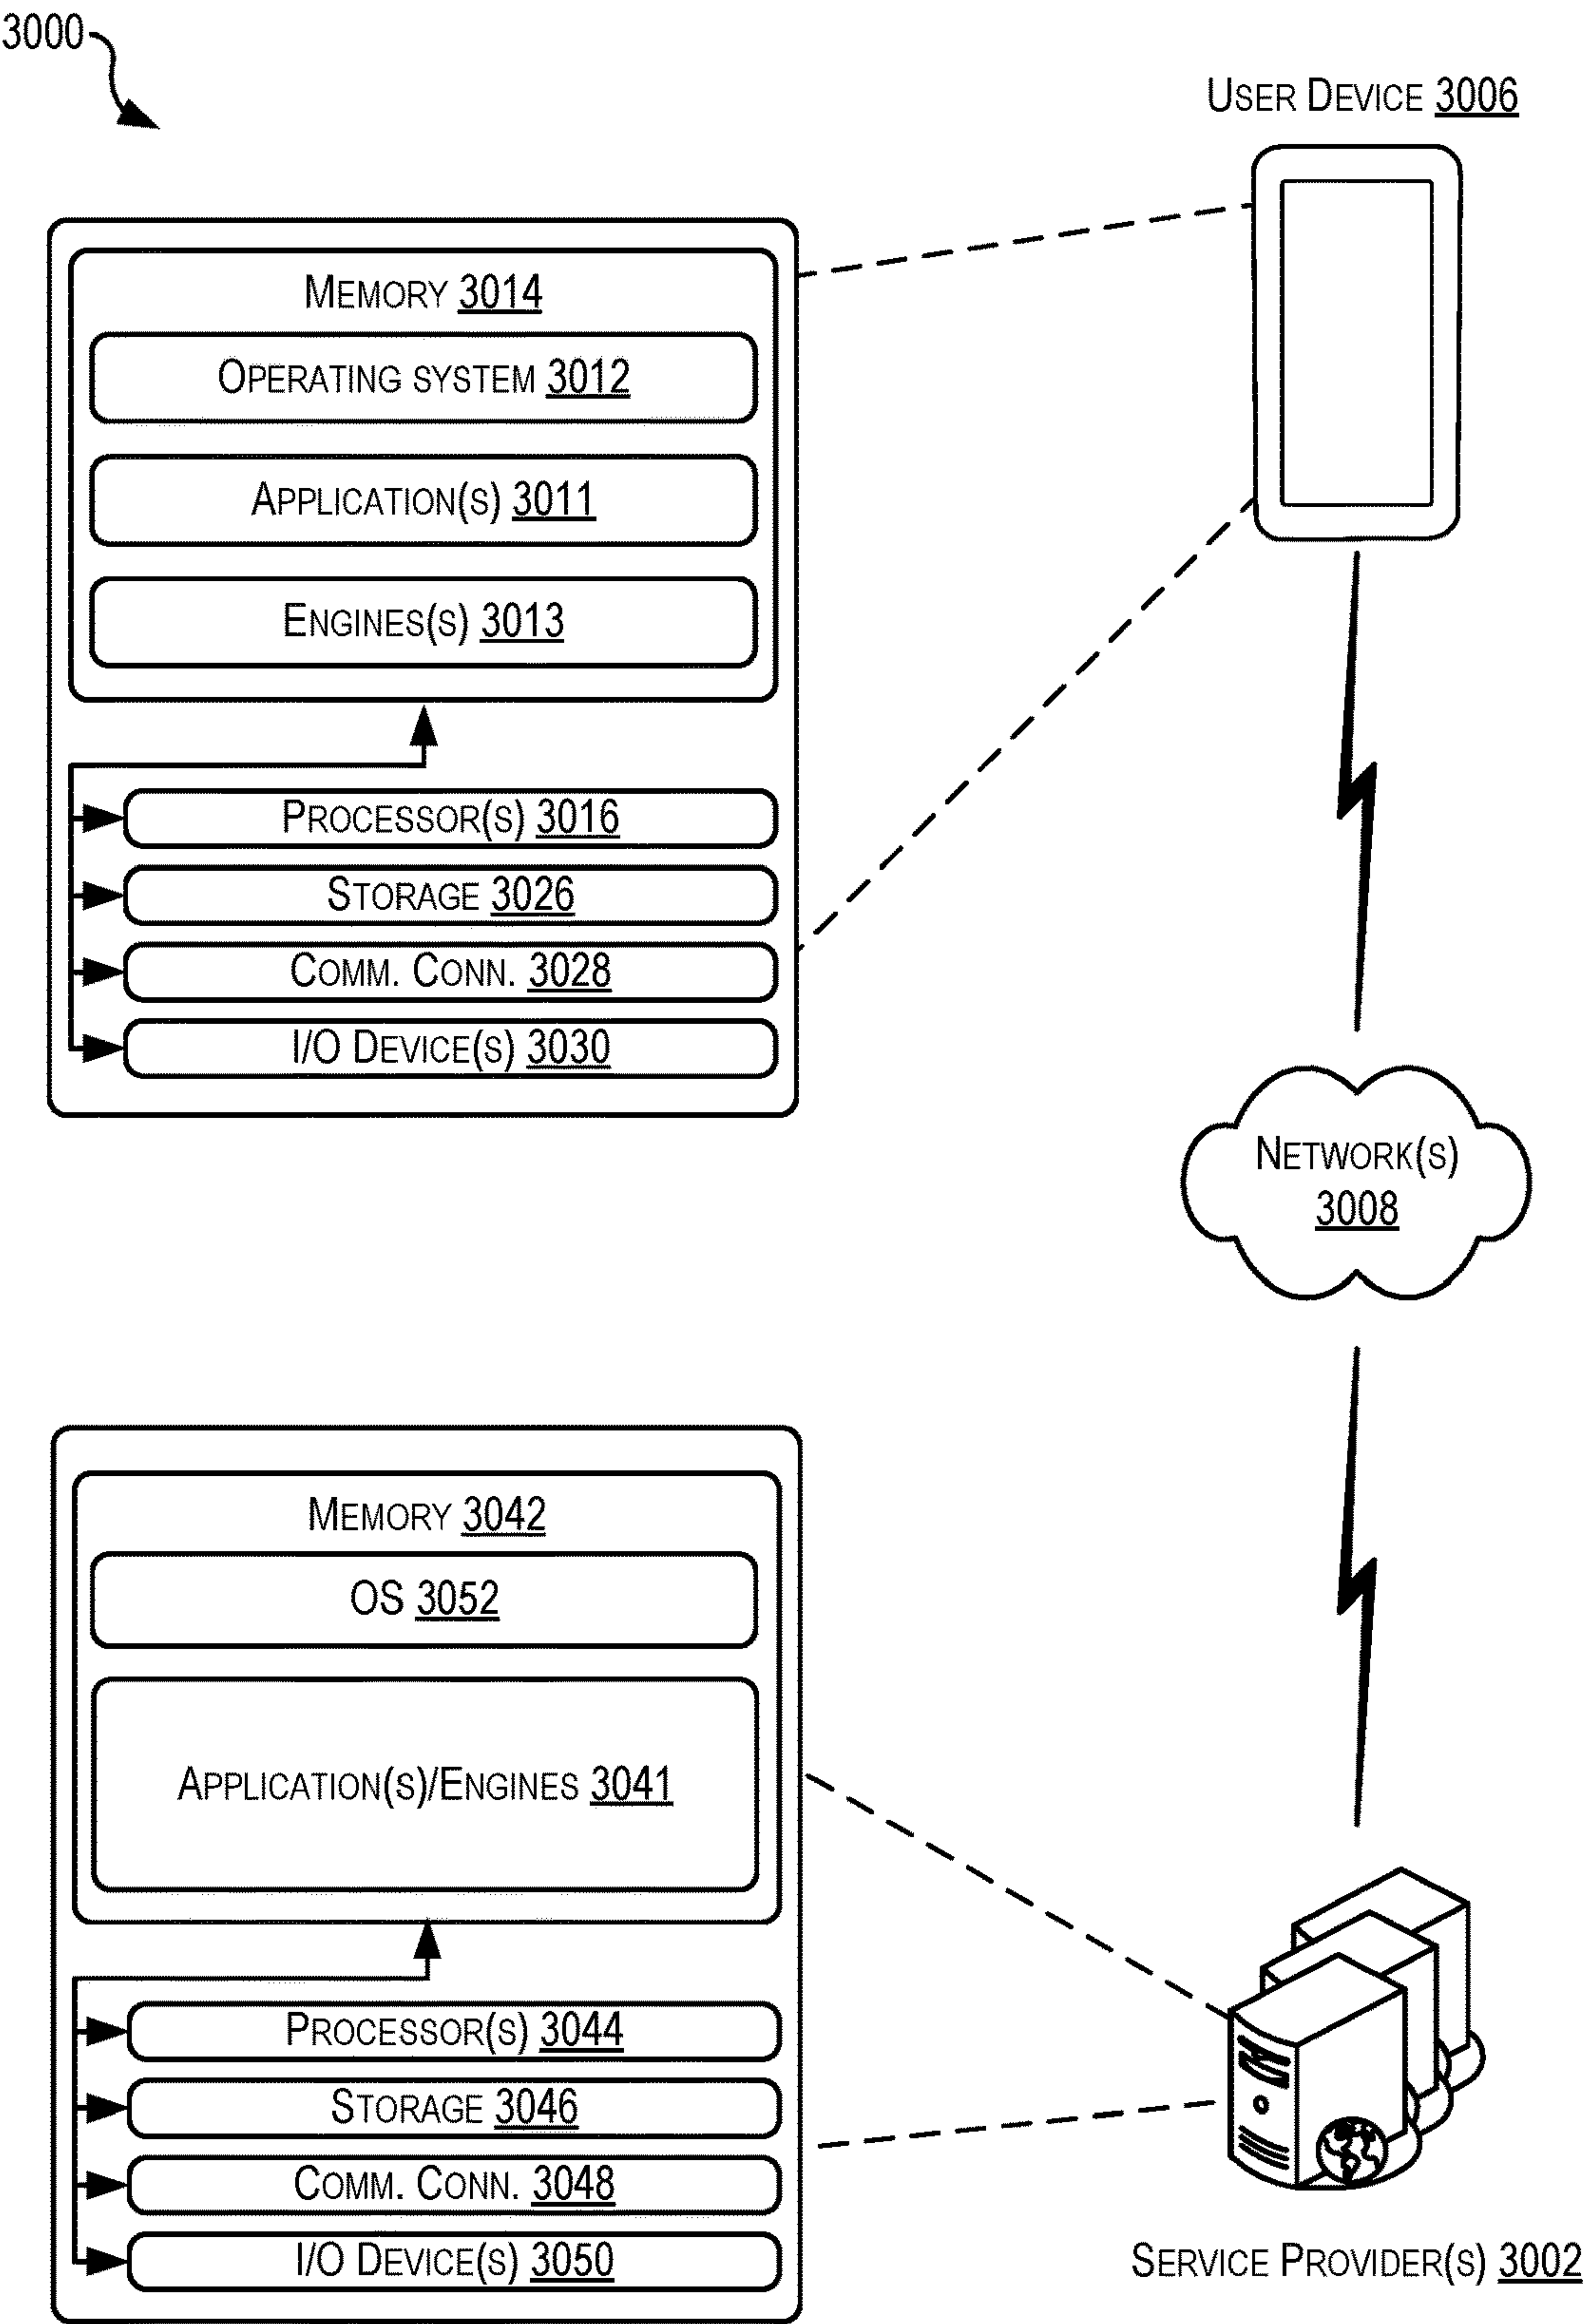 3000
USER DEVICE 3006
MEMORY 3014
OPERATING SYSTEM 3012
APPLICATION(S) 3011
ENGINES(S) 3013
PROCESSOR(S) 3016
STORAGE 3026
COMM. CONN. 3028
I/O DEVICE(S) 3030
NETWORK(S)
3008
MEMORY 3042
OS 3052
APPLICATION(S)/ENGINES 3041
PROCESSOR(S) 3044
STORAGE 3046
COMM. CONN. 3048
I/O DEVICE(S) 3050
SERVICE PROVIDER(S) 3002